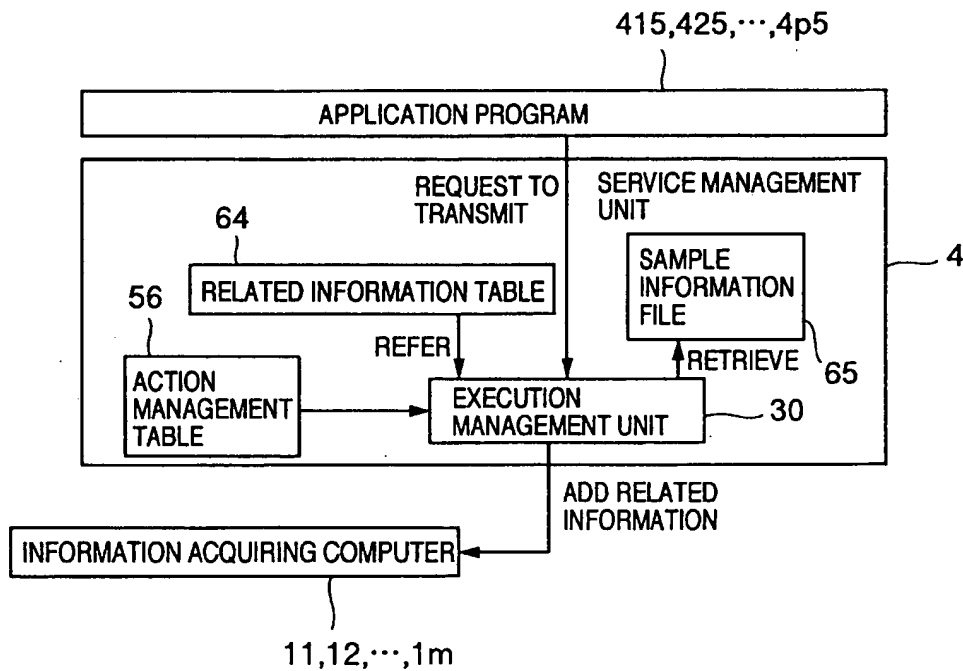 415,425,···,4p5
APPLICATION PROGRAM
REQUEST TO
TRANSMIT
SERVICE MANAGEMENT
UNIT
64
4
SAMPLE
INFORMATION
FILE
RELATED INFORMATION TABLE
56
REFER
RETRIEVE
65
ACTION
MANAGEMENT
TABLE
EXECUTION
MANAGEMENT UNIT
30
ADD RELATED
INFORMATION
INFORMATION ACQUIRING COMPUTER
11,12,···,1m